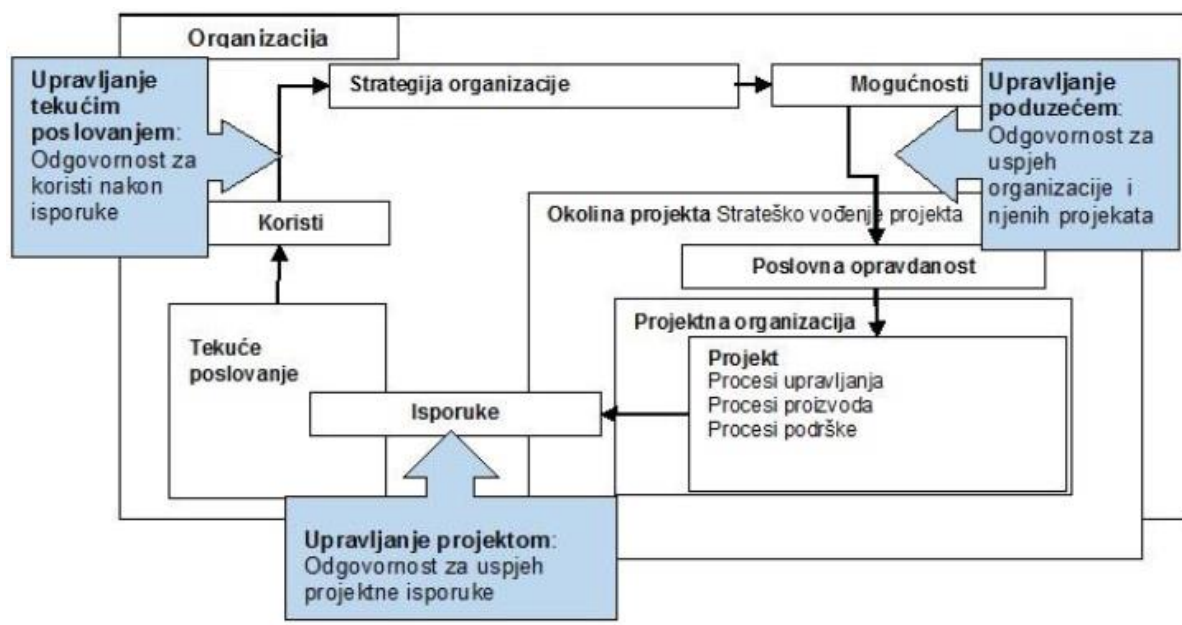 Organizacija
Upravljanje
tekućim
poslovanjem:
Odgovornost za
koristi nakon
isporuke
Strategija organizacije
Mogućnosti
Upravljanje
poduzećem:
Odgovornost za
uspjeh
organizacije i
njenih projekata
Koristi
Okolina projekta Strateško vođenje projekta
Poslovna opravdanost
Projektna organizacija
Tekuće
poslovanje
Projekt
Procesi upravljanja
Procesi proizvoda
Procesi podrške
Isporuke
Upravljanje projektom:
Odgovornost za uspjeh
projektne isporuke